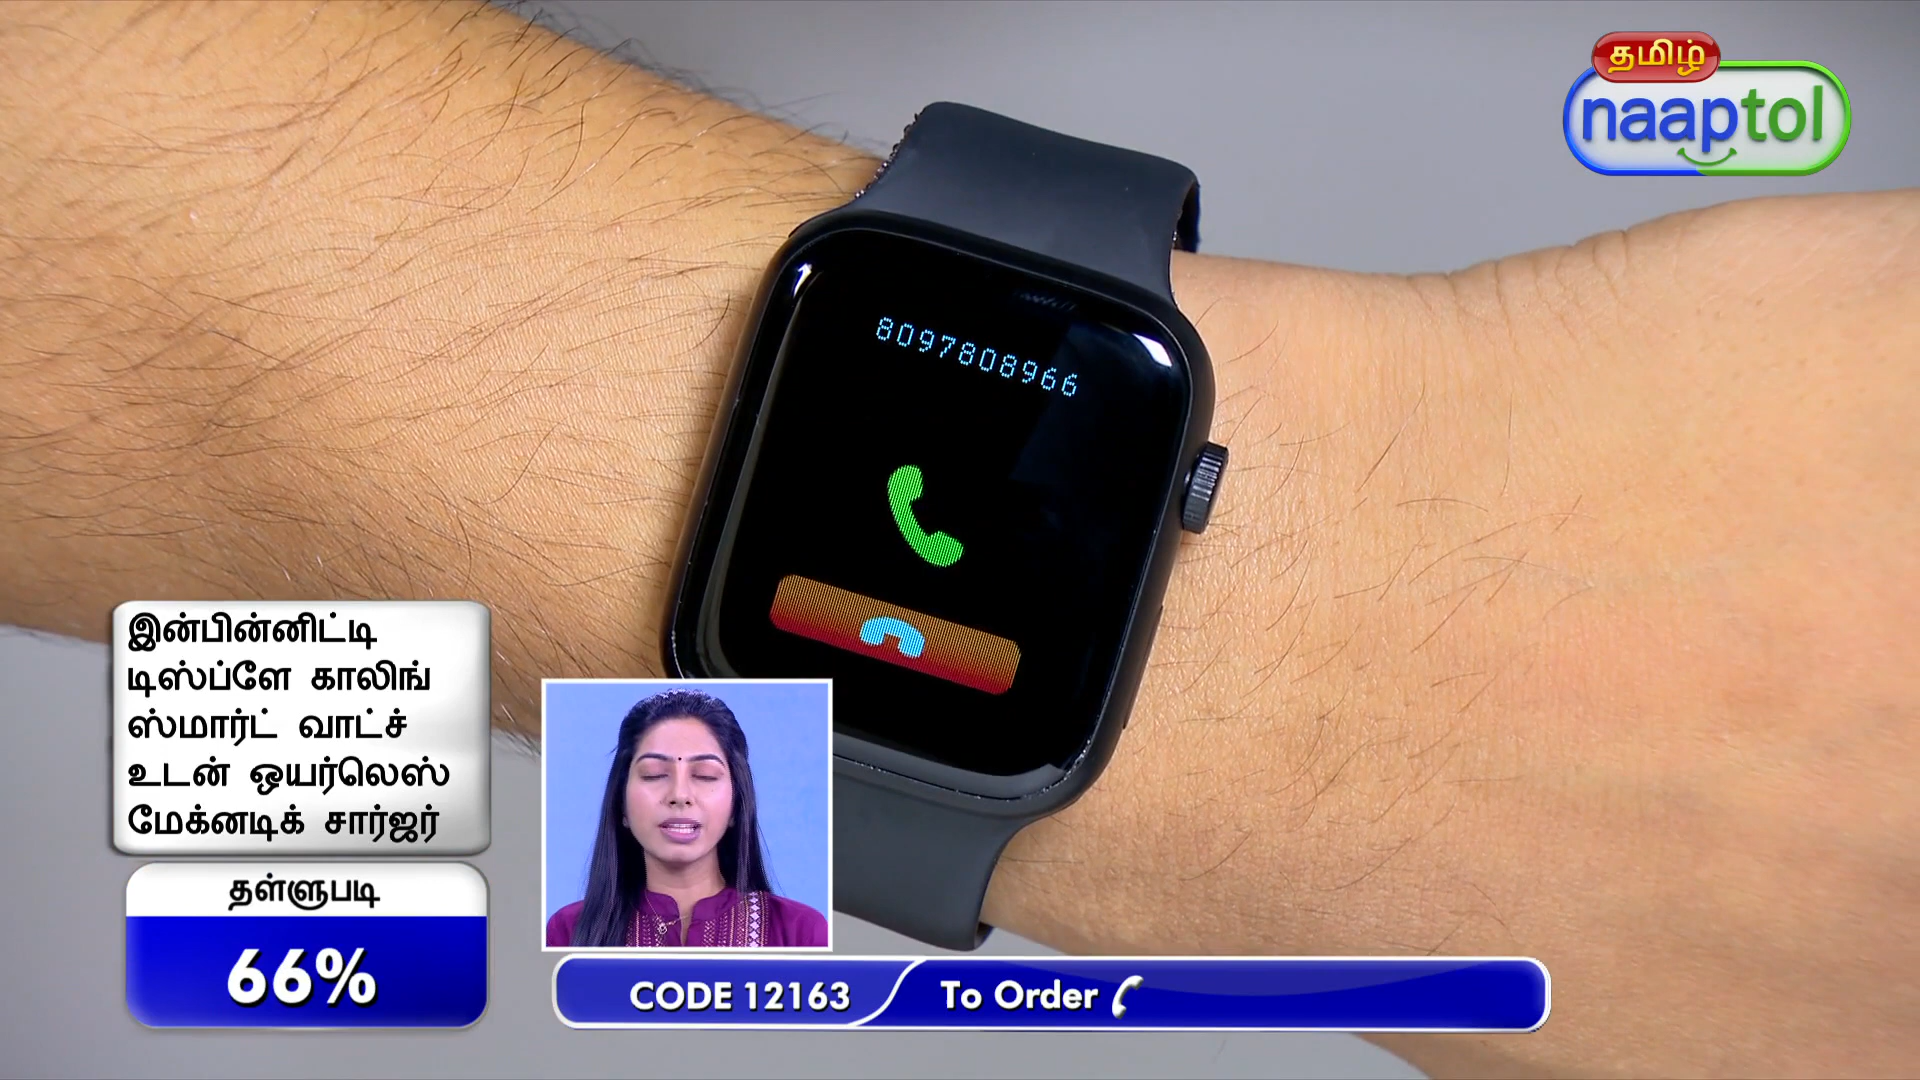 தமிழ்
naaptol
8097808966
இன்பின்னிட்டி
டிஸ்ப்ளே காலிங்
ஸ்மார்ட் வாட்ச்
உடன் ஒயர்லெஸ்
மேக்னடிக் சார்ஜர்
தள்ளுபடி
66%
CODE 12163
To Order